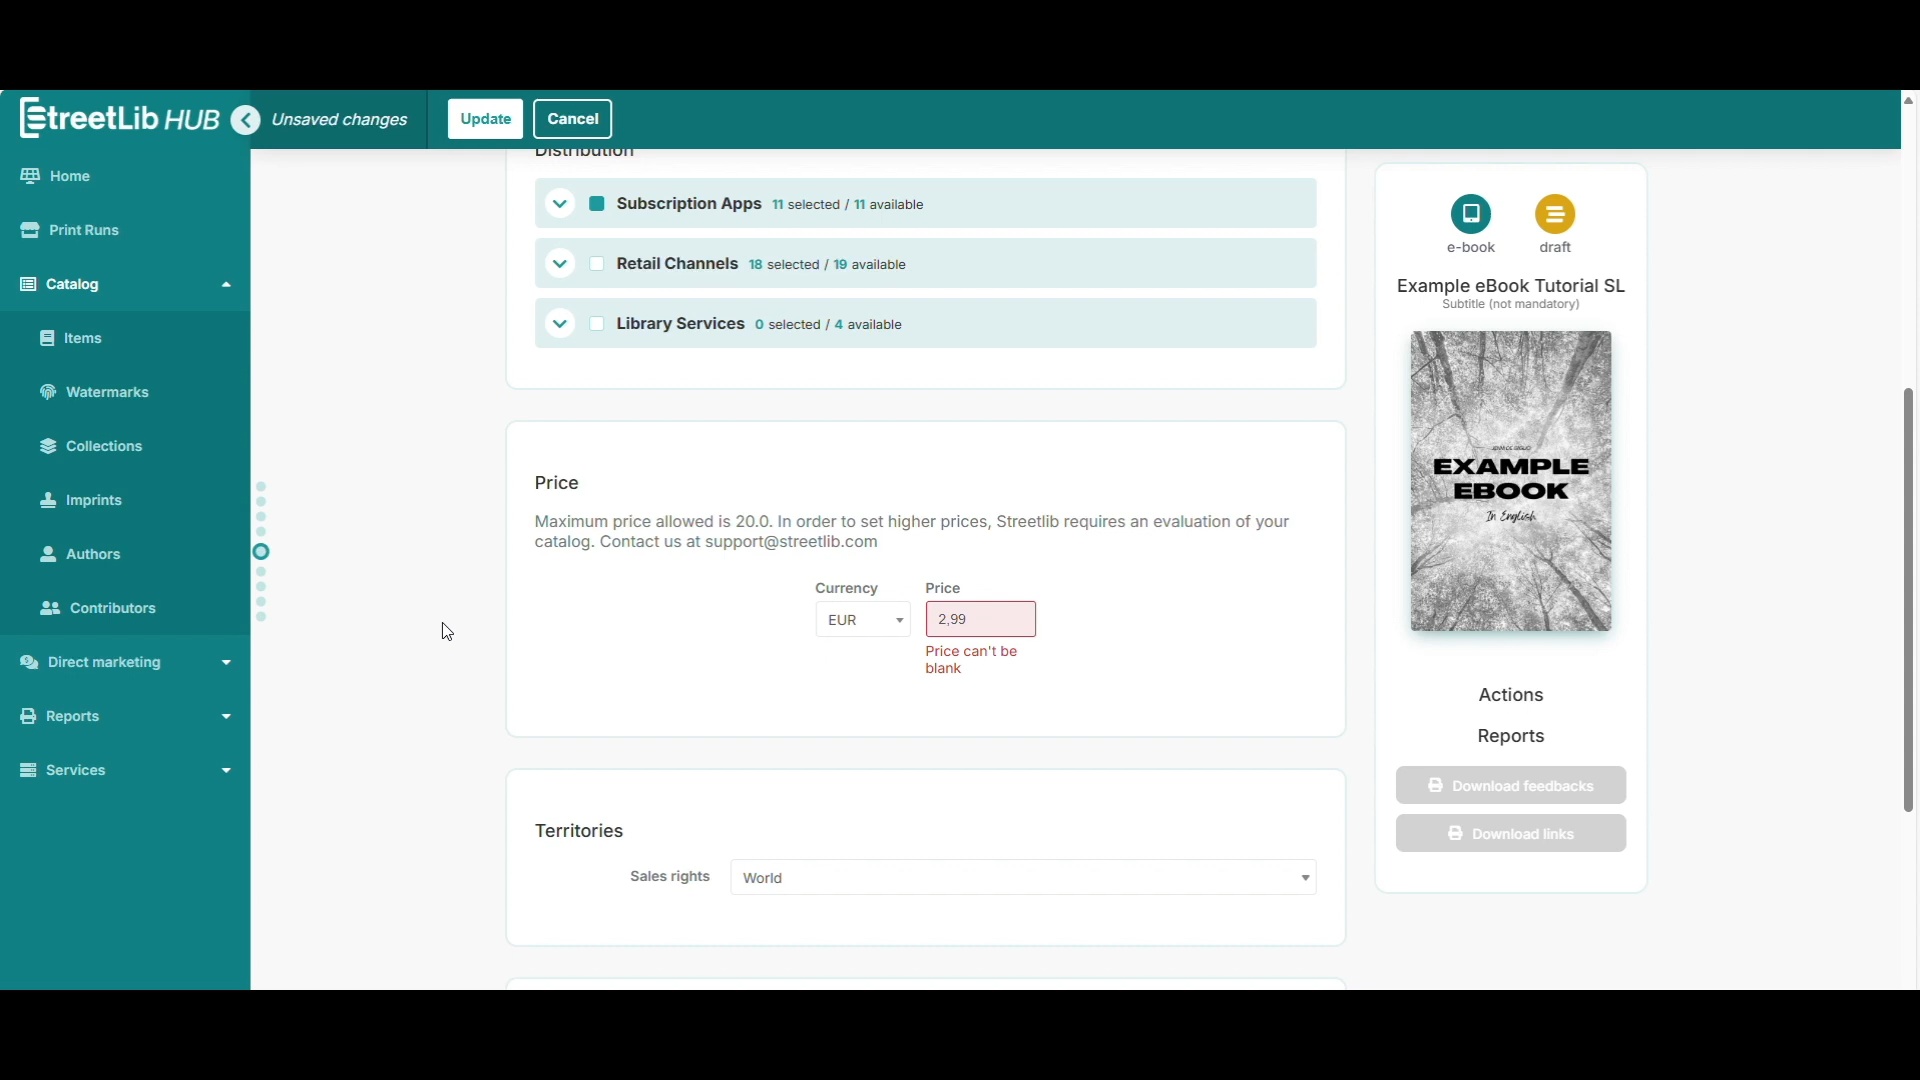 StreetLib HUB
Unsaved changes
Update
Cancel
Home
Print Runs
Catalog
Items
Watermarks
Collections
Imprints
Authors
Contributors
Direct marketing
Reports
Services
Distribution
Subscription Apps 11 selected / 11 available
Retail Channels 18 selected / 19 available
Library Services 0 selected / 4 available
Price
Maximum price allowed is 20.0. In order to set higher prices, Streetlib requires an evaluation of your
catalog. Contact us at support@streetlib.com
Currency
Price
EUR
2,99
Price can't be
blank
Territories
Sales rights
World
e-book
draft
Example eBook Tutorial SL
Subtitle (not mandatory)
EXAMPLE
EBOOK
In English
Actions
Reports
Download feedbacks
Download links